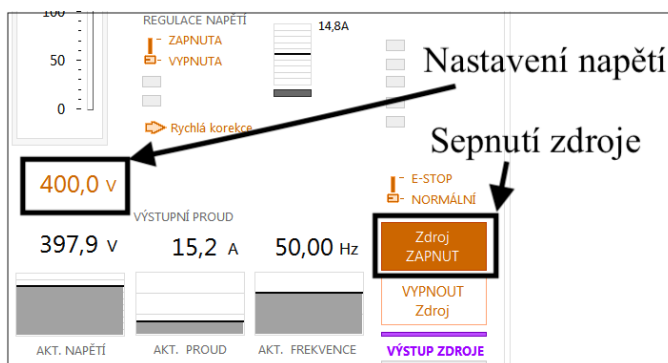 100
REGULACE NAPĚTÍ
14,8A
ZAPNUTA
VYPNUTA
50
0
Rychlá korekce
Nastavení napětí
Sepnutí zdroje
400,0 V
E-STOP
NORMÁLNÍ
VÝSTUPNÍ PROUD
397,9 V
15,2 A
50,00 Hz
Zdroj
ZAPNUT
VYPNOUT
Zdroj
AKT. NAPĚTÍ
AKT. PROUD
AKT. FREKVENCE
VÝSTUP ZDROJE